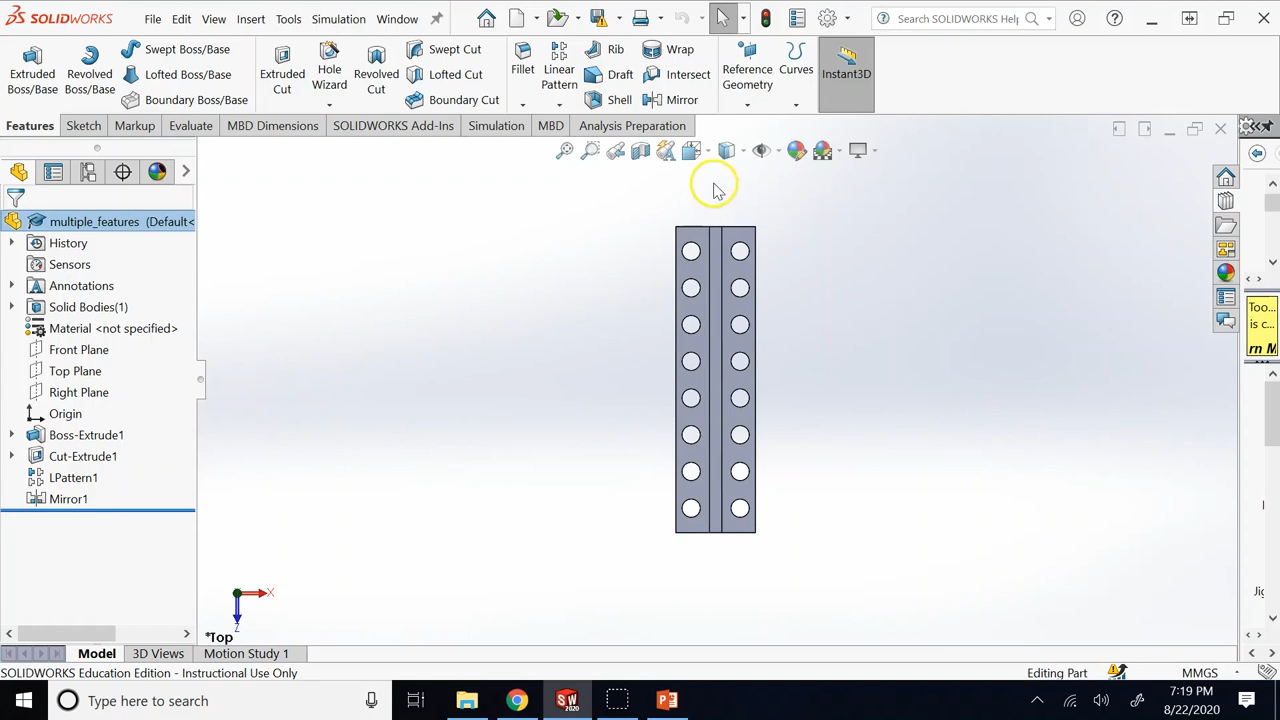 SOLIDWORKS
File Edit View Insert Tools Simulation Window
Search SOLIDWORKS Help
Extruded Boss/Base
Revolved Boss/Base
Swept Boss/Base
Lofted Boss/Base
Boundary Boss/Base
Extruded Cut
Hole Wizard
Revolved Cut
Swept Cut
Lofted Cut
Boundary Cut
Fillet
Linear Pattern
Rib
Draft
Shell
Wrap
Intersect
Mirror
Reference Geometry
Curves
Instant3D
Features Sketch Markup Evaluate MBD Dimensions SOLIDWORKS Add-Ins Simulation MBD Analysis Preparation
multiple_features (Default<
History
Sensors
Annotations
Solid Bodies(1)
Material <not specified>
Front Plane
Top Plane
Right Plane
Origin
Boss-Extrude1
Cut-Extrude1
LPattern1
Mirror1
Too...
is c...
rn M
Jig
X
Z
*Top
Model 3D Views Motion Study 1
SOLIDWORKS Education Edition - Instructional Use Only
Editing Part
MMGS
Type here to search
SW
2020
7:19 PM
8/22/2020